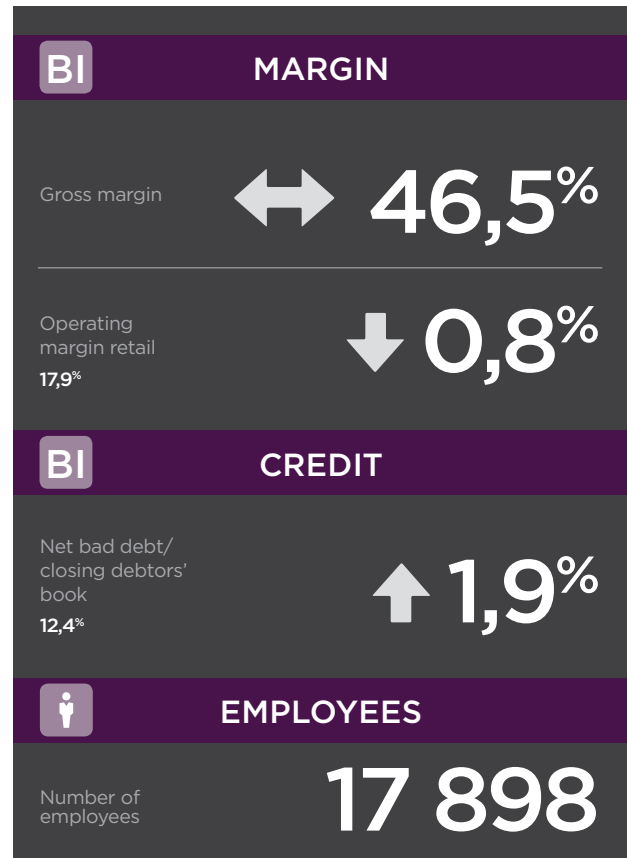 BI
MARGIN
Gross margin
46,5%
Operating
margin retail
17,9%
0,8%
BI
CREDIT
Net bad debt/
closing debtors’
book
12,4%
1,9%
EMPLOYEES
Number of
employees
17 898